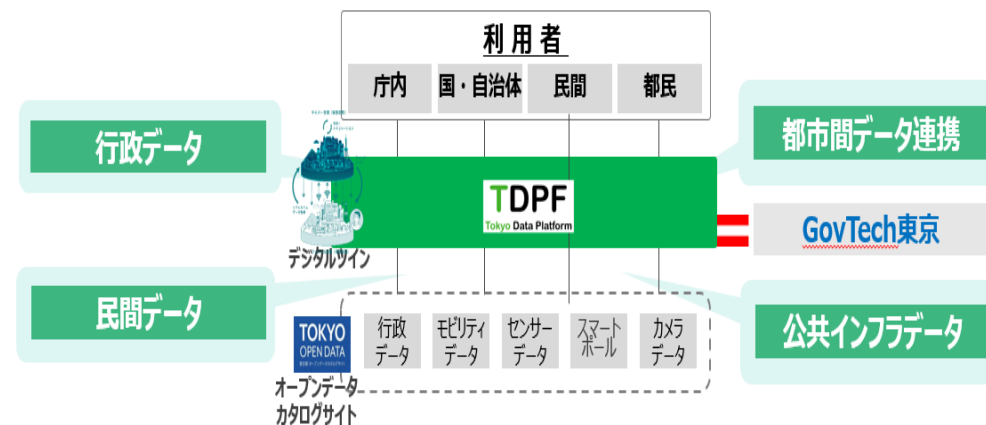 利用者
庁内
国・自治体
民間
都民
行政データ
都市間データ連携
TDPF
Tokyo Data Platform
GovTech東京
デジタルツイン
民間データ
公共インフラデータ
TOKYO
OPEN DATA
行政
データ
モビリティ
データ
センサー
データ
スマート
ポール
カメラ
データ
オープンデータ
カタログサイト